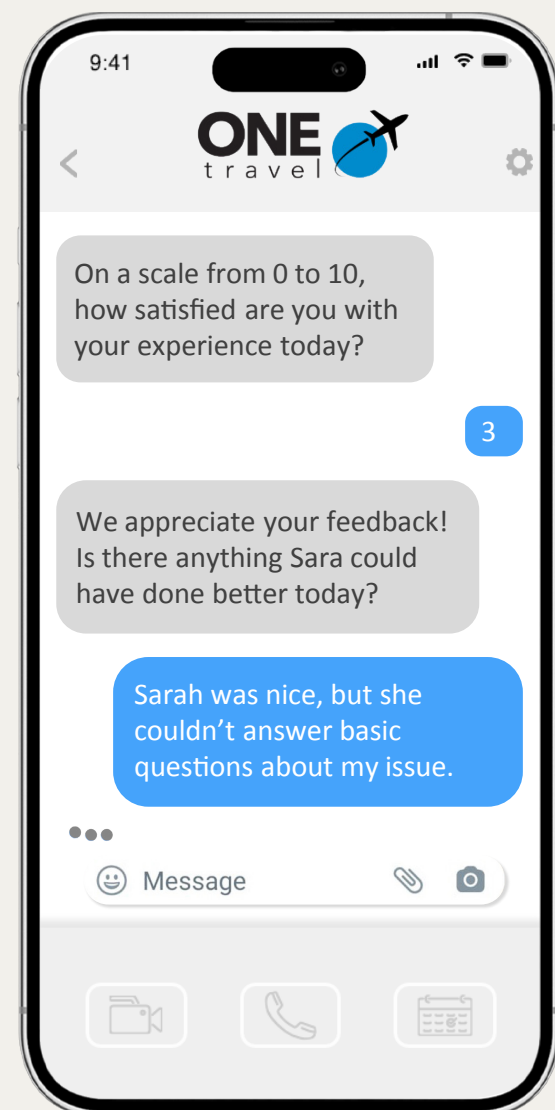 9:41
ONE
travel
On a scale from 0 to 10,
how satisfied are you with
your experience today?
3
We appreciate your feedback!
Is there anything Sara could
have done better today?
Sarah was nice, but she
couldn’t answer basic
questions about my issue.
Message